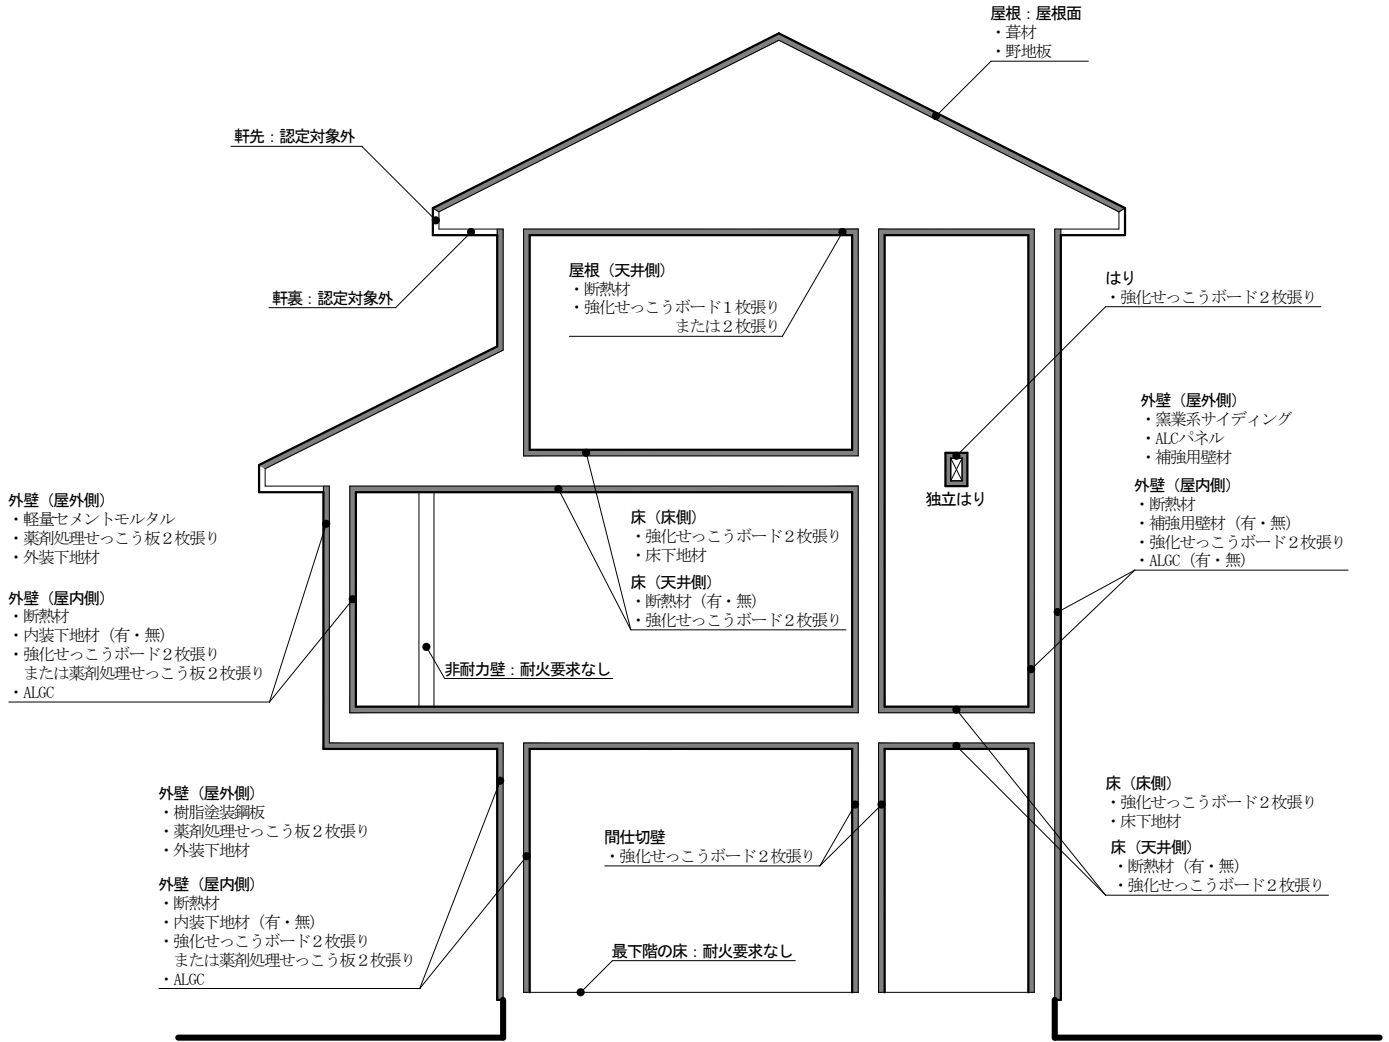 屋根：屋根面
・葺材
・野地板
軒先：認定対象外
軒裏：認定対象外
屋根（天井側）
・断熱材
・強化せっこうボード１枚張り
または２枚張り
はり
・強化せっこうボード２枚張り
独立はり
外壁（屋外側）
・窯業系サイディング
・ALCパネル
・補強用壁材
外壁（屋内側）
・断熱材
・補強用壁材（有・無）
・強化せっこうボード２枚張り
・ALGC（有・無）
外壁（屋外側）
・軽量セメントモルタル
・薬剤処理せっこう板２枚張り
・外装下地材
外壁（屋内側）
・断熱材
・内装下地材（有・無）
・強化せっこうボード２枚張り
または薬剤処理せっこう板２枚張り
・ALGC
床（床側）
・強化せっこうボード２枚張り
・床下地材
床（天井側）
・断熱材（有・無）
・強化せっこうボード２枚張り
非耐力壁：耐火要求なし
外壁（屋外側）
・樹脂塗装鋼板
・薬剤処理せっこう板２枚張り
・外装下地材
外壁（屋内側）
・断熱材
・内装下地材（有・無）
・強化せっこうボード２枚張り
または薬剤処理せっこう板２枚張り
・ALGC
間仕切壁
・強化せっこうボード２枚張り
床（床側）
・強化せっこうボード２枚張り
・床下地材
床（天井側）
・断熱材（有・無）
・強化せっこうボード２枚張り
最下階の床：耐火要求なし